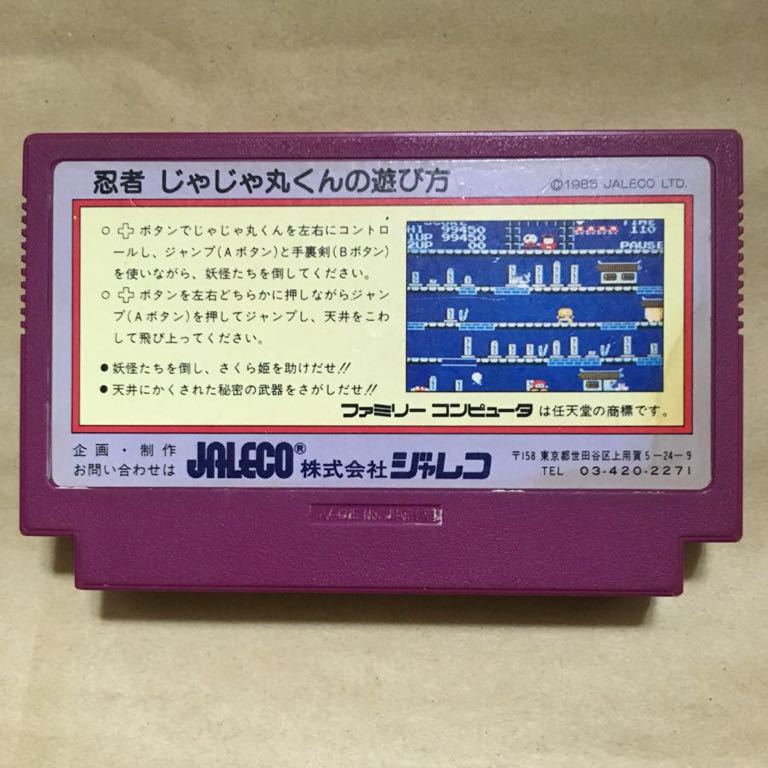 忍者 じゃじゃ丸くんの遊び方
©1985 JALECO LTD.
○ ボタンでじゃじゃ丸くんを左右にコントロ
ールし、ジャンプ(Aボタン)と手裏剣(Bボタン)
を使いながら、妖怪たちを倒してください。
○ ボタンを左右どちらかに押しながらジャン
プ(Aボタン)を押してジャンプし、天井をこわ
して飛び上ってください。
● 妖怪たちを倒し、さくら姫を助けだせ!!
● 天井にかくされた秘密の武器をさがしだせ!!
SCORE TIME
HI 99450 110
1UP 99450
2UP 00 PAUSE
ファミリー コンピュータ は任天堂の商標です。
企画・制作
お問い合わせは
JALECO® 株式会社 ジャレコ
〒158 東京都世田谷区上用賀5-24-9
TEL 03-420-2271